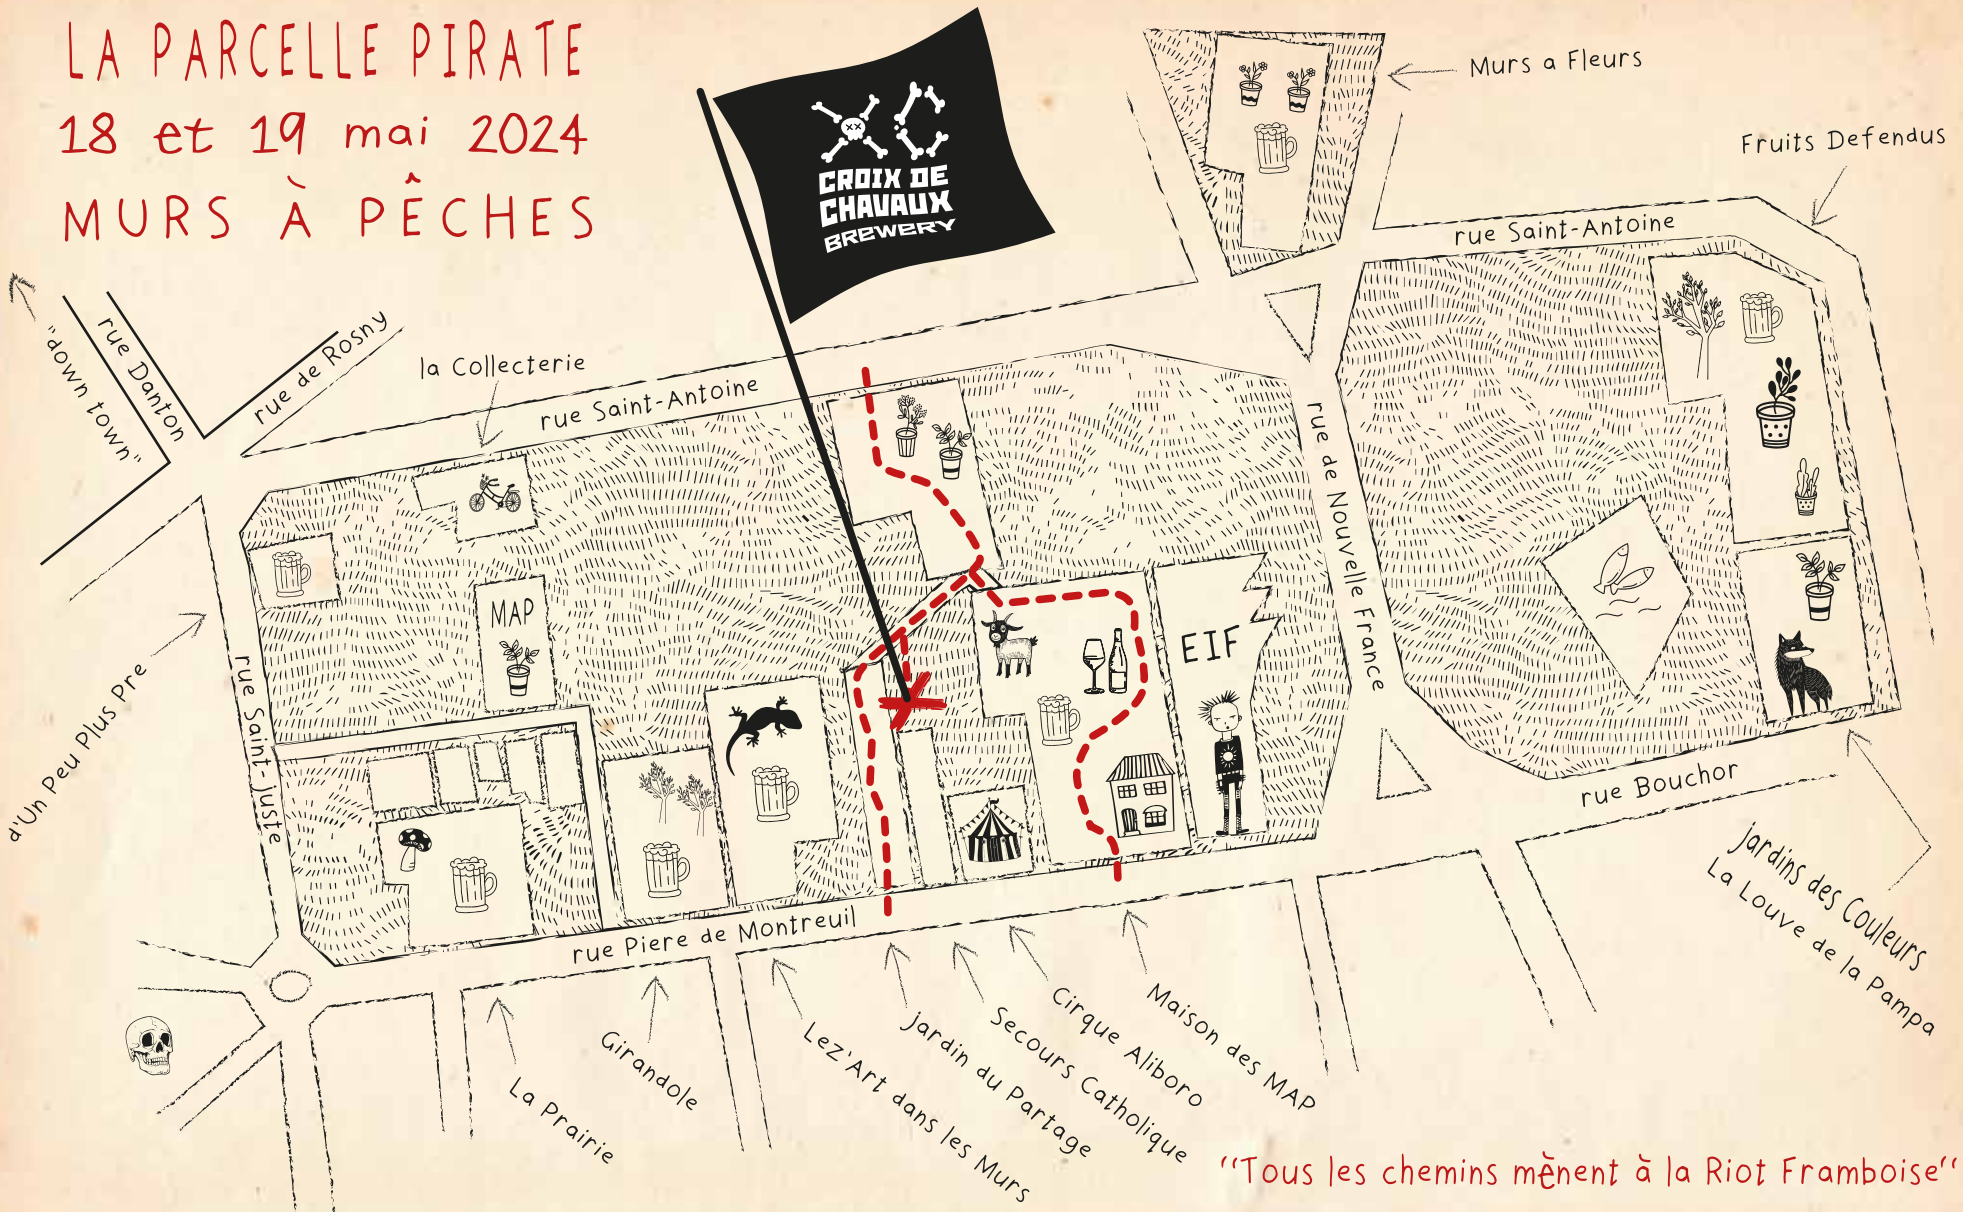 LA PARCELLE PIRATE
18 et 19 mai 2024
MURS À PÊCHES
CROIX DE
CHAVAUX
BREWERY
Murs a Fleurs
Fruits Defendus
rue Saint-Antoine
"down town"
rue Danton
rue de Rosny
la Collecterie
rue Saint-Antoine
rue de Nouvelle France
MAP
EIF
d'Un Peu Plus Pre
rue Saint-Juste
rue Bouchor
rue Piere de Montreuil
Jardins des Couleurs
La Louve de la Pampa
La Prairie
Girandole
Lez'Art dans les Murs
Jardin du Partage
Secours Catholique
Cirque Aliboro
Maison des MAP
"Tous les chemins mènent à la Riot Framboise"